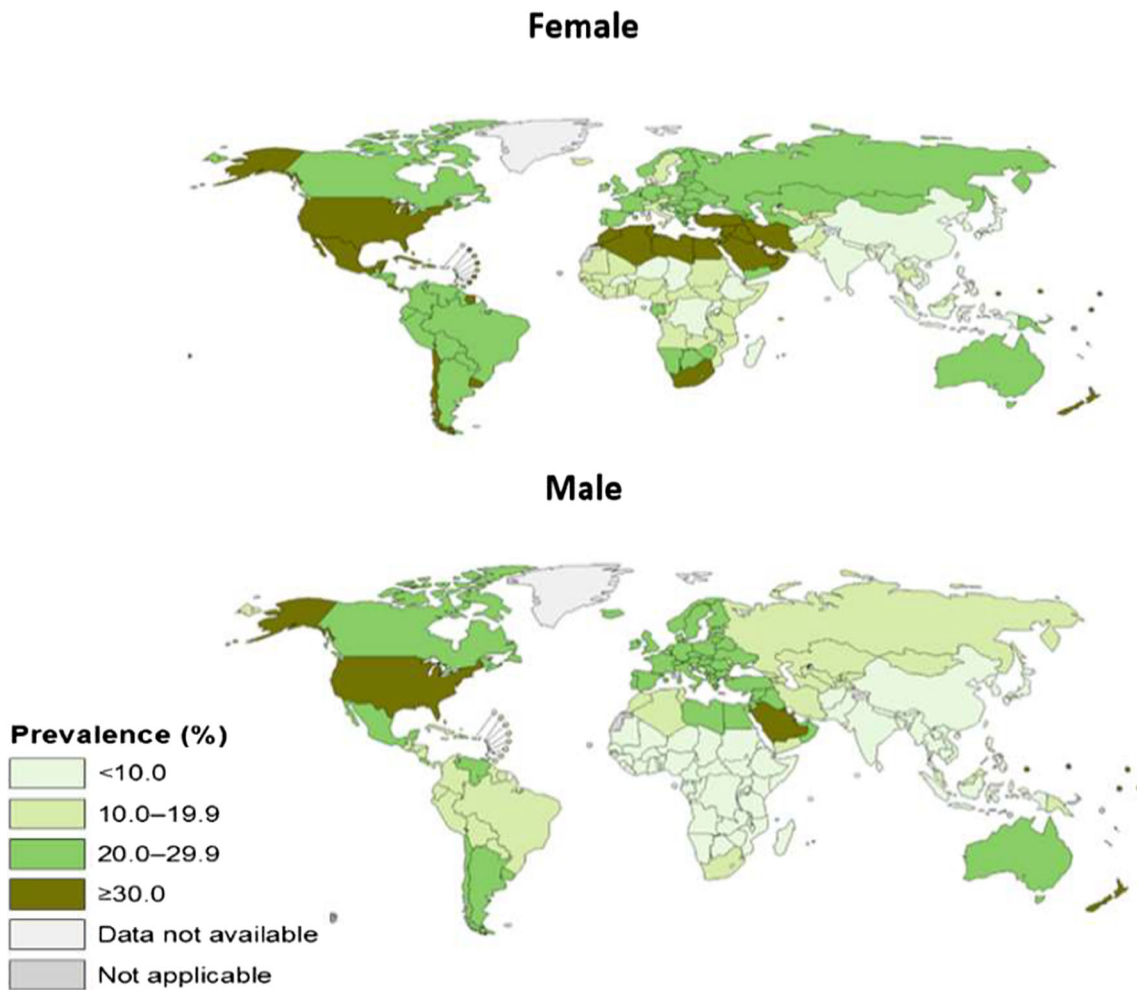 Female
Male
Prevalence (%)
<10.0
10.0–19.9
20.0–29.9
≥30.0
Data not available
Not applicable